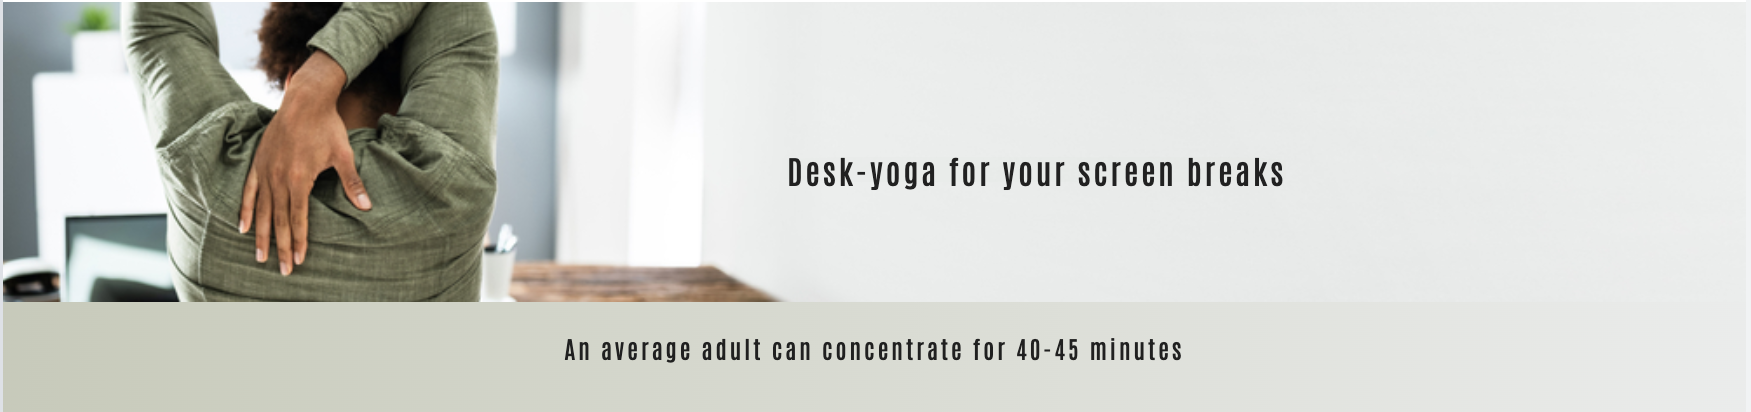 Desk-yoga for your screen breaks
An average adult can concentrate for 40-45 minutes